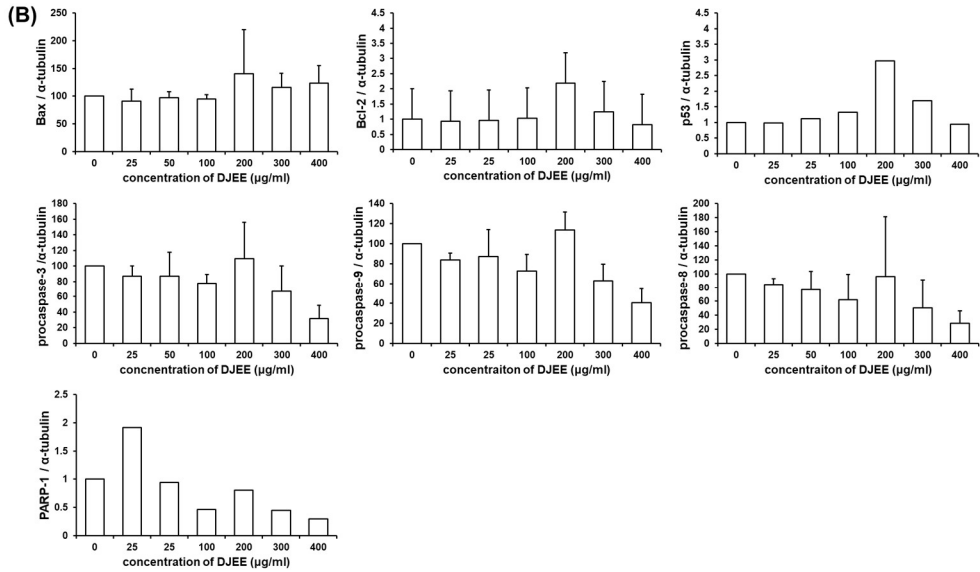 (B)
Bax / α-tubulin
250
200
150
100
50
0
0 25 50 100 200 300 400
concentration of DJEE (μg/ml)
Bcl-2 / α-tubulin
4.5
4
3.5
3
2.5
2
1.5
1
0.5
0
0 25 25 100 200 300 400
concentration of DJEE (μg/ml)
p53 / α-tubulin
4.5
4
3.5
3
2.5
2
1.5
1
0.5
0
0 25 25 100 200 300 400
concentration of DJEE (μg/ml)
procaspase-3 /α-tubulin
180
160
140
120
100
80
60
40
20
0
0 25 50 100 200 300 400
concnentration of DJEE (μg/ml)
procaspase-9 / α-tubulin
140
120
100
80
60
40
20
0
0 25 25 100 200 300 400
concentraiton of DJEE (μg/ml)
procaspase-8 / α-tubulin
200
180
160
140
120
100
80
60
40
20
0
0 25 50 100 200 300 400
concentraiton of DJEE (μg/ml)
PARP-1 / α-tubulin
2.5
2
1.5
1
0.5
0
0 25 25 100 200 300 400
concentration of DJEE (μg/ml)